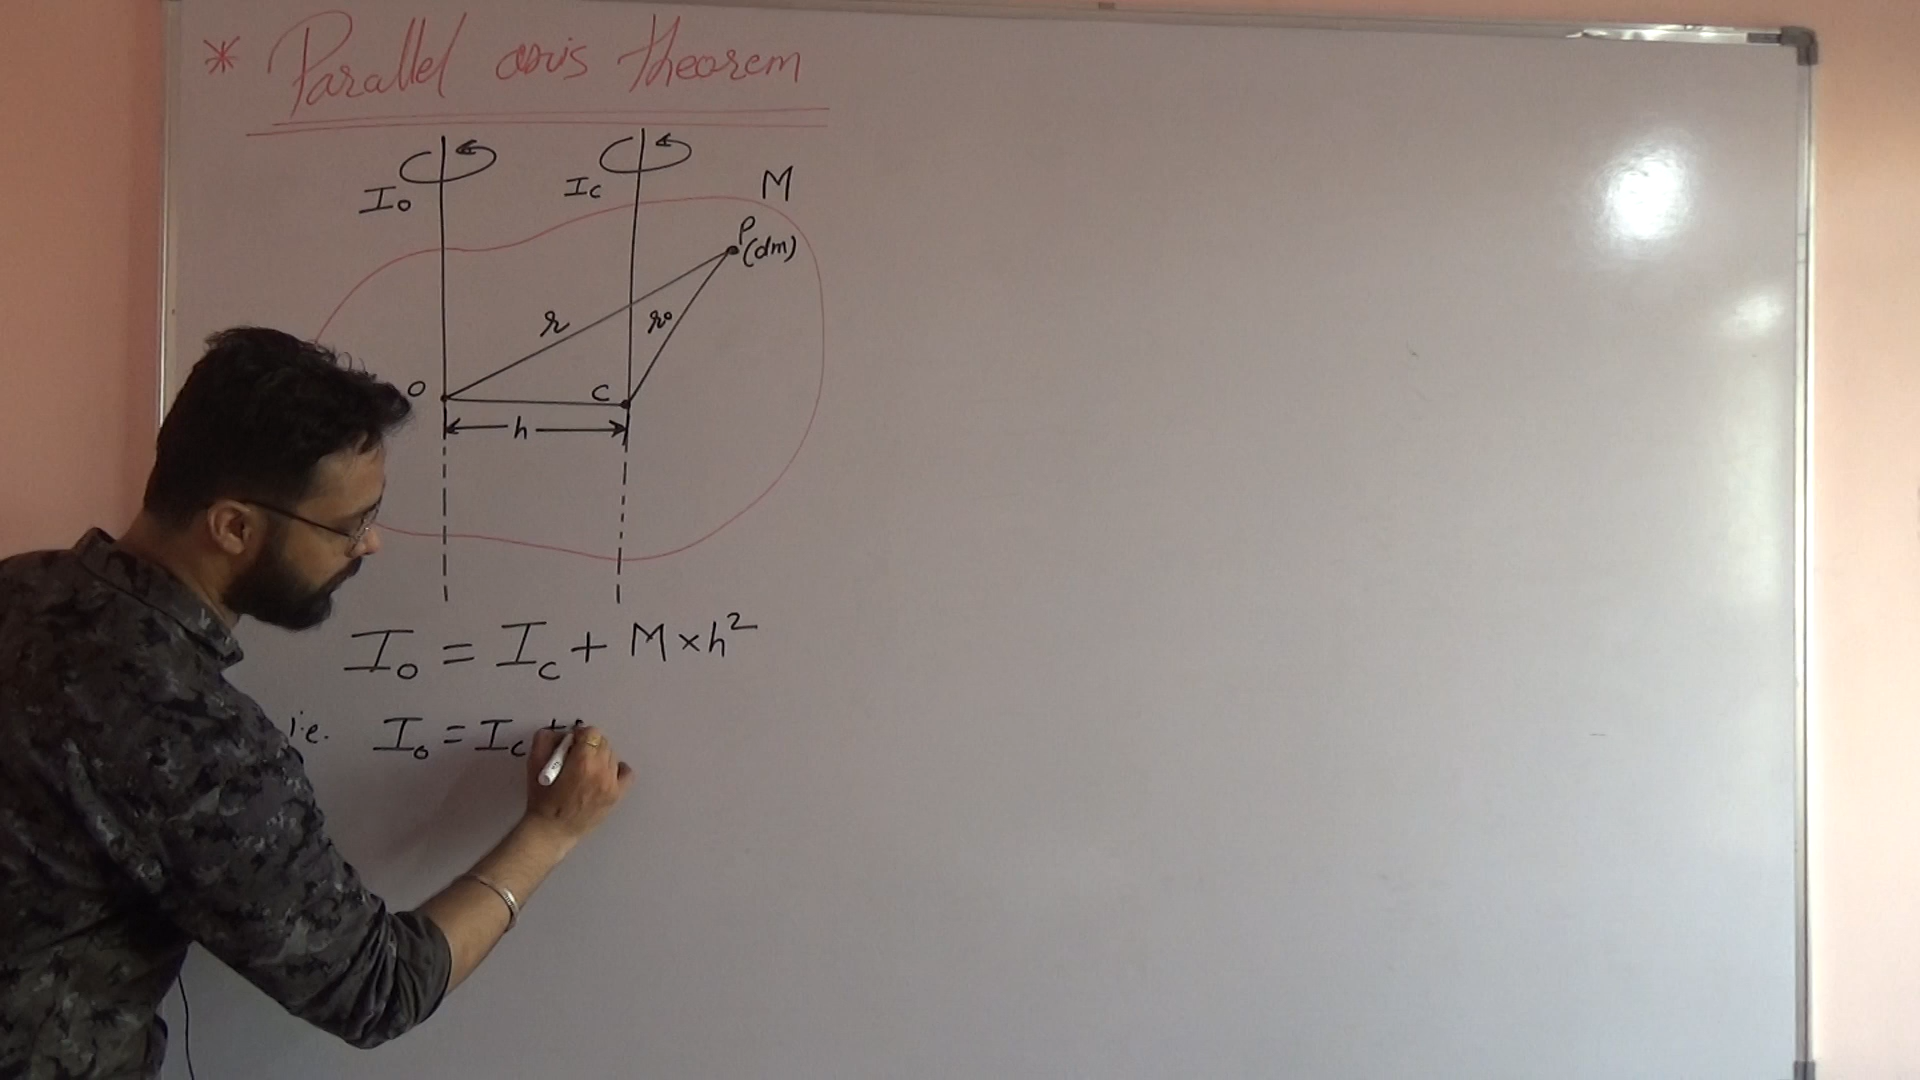 * Parallel axis theorem
I₀ I_C M
P
(dm)
r r₀
O C
h
I₀ = I_C + M × h²
i.e. I₀ = I_C +